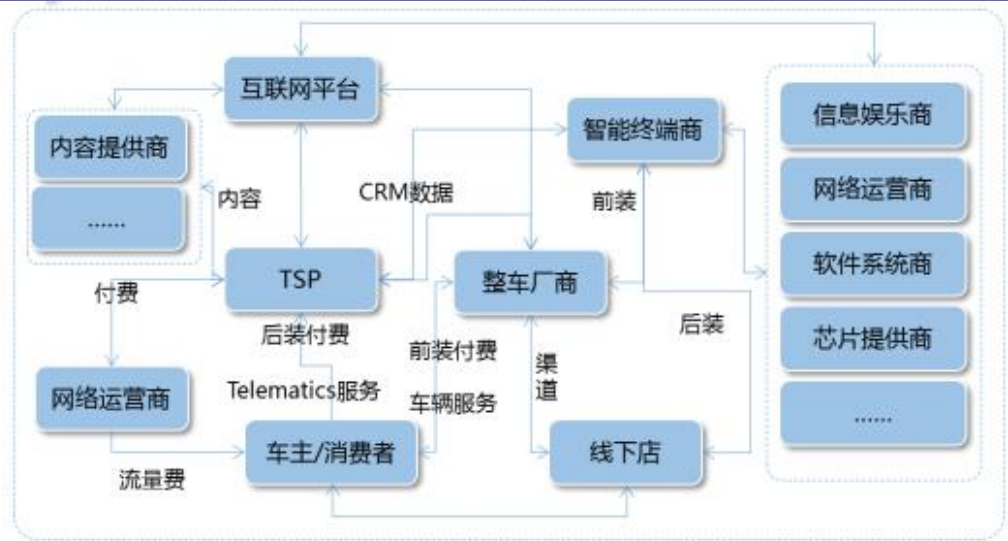 互联网平台
内容提供商
......
内容
CRM数据
智能终端商
前装
信息娱乐商
网络运营商
软件系统商
芯片提供商
......
TSP
整车厂商
付费
后装付费
前装付费
渠道
后装
网络运营商
Telematics服务
车辆服务
车主/消费者
线下店
流量费